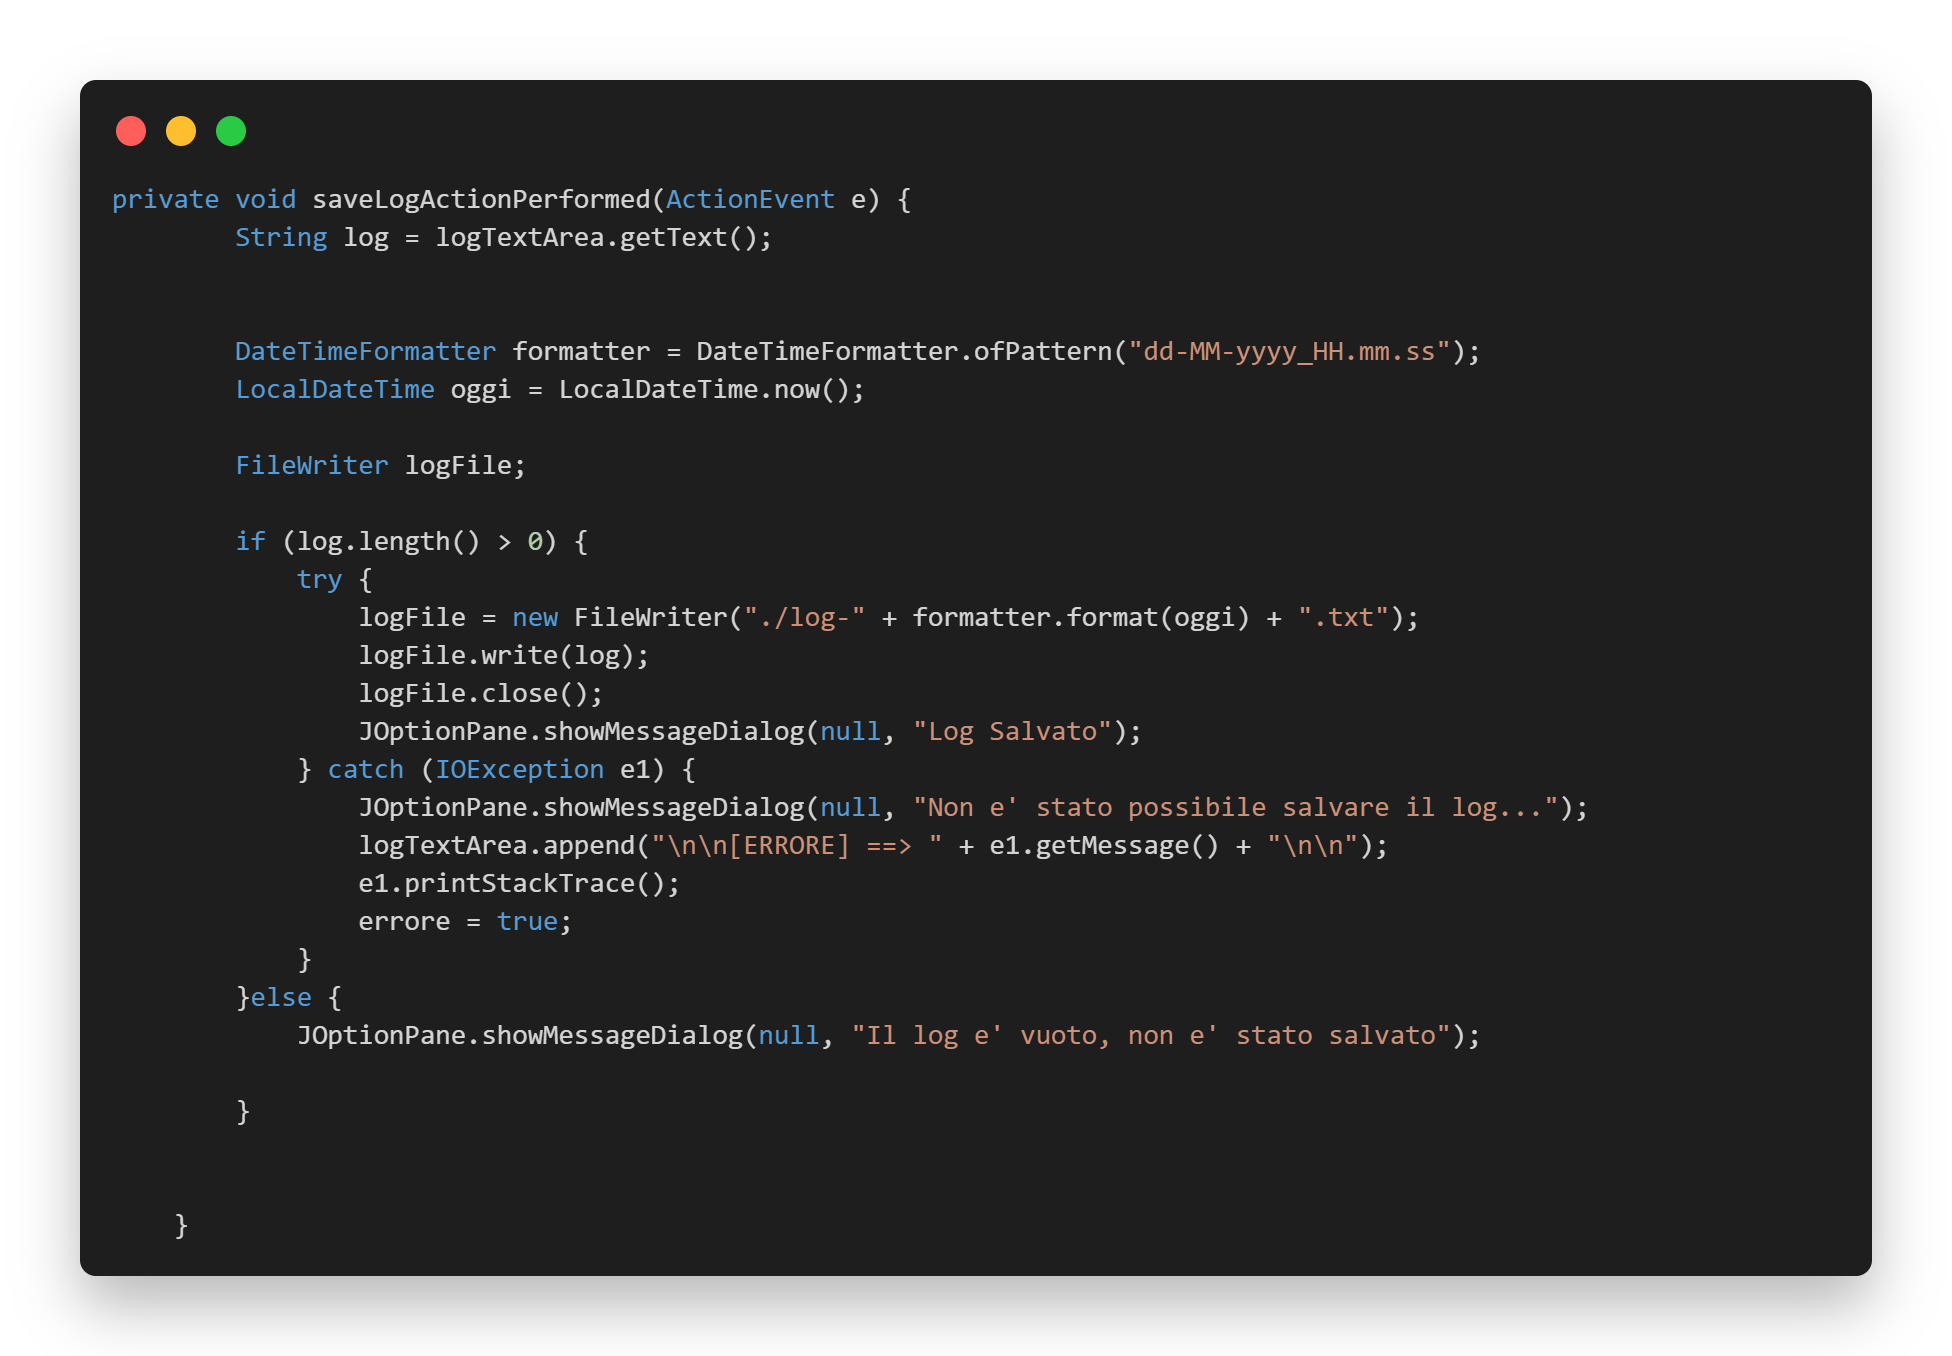 private void saveLogActionPerformed(ActionEvent e) {
        String log = logTextArea.getText();
        DateTimeFormatter formatter = DateTimeFormatter.ofPattern("dd-MM-yyyy_HH.mm.ss");
        LocalDateTime oggi = LocalDateTime.now();
        FileWriter logFile;
        if (log.length() > 0) {
            try {
                logFile = new FileWriter("./log-" + formatter.format(oggi) + ".txt");
                logFile.write(log);
                logFile.close();
                JOptionPane.showMessageDialog(null, "Log Salvato");
            } catch (IOException e1) {
                JOptionPane.showMessageDialog(null, "Non e' stato possibile salvare il log...");
                logTextArea.append("\n\n[ERRORE] ==> " + e1.getMessage() + "\n\n");
                e1.printStackTrace();
                errore = true;
            }
        }else {
            JOptionPane.showMessageDialog(null, "Il log e' vuoto, non e' stato salvato");
        }
    }